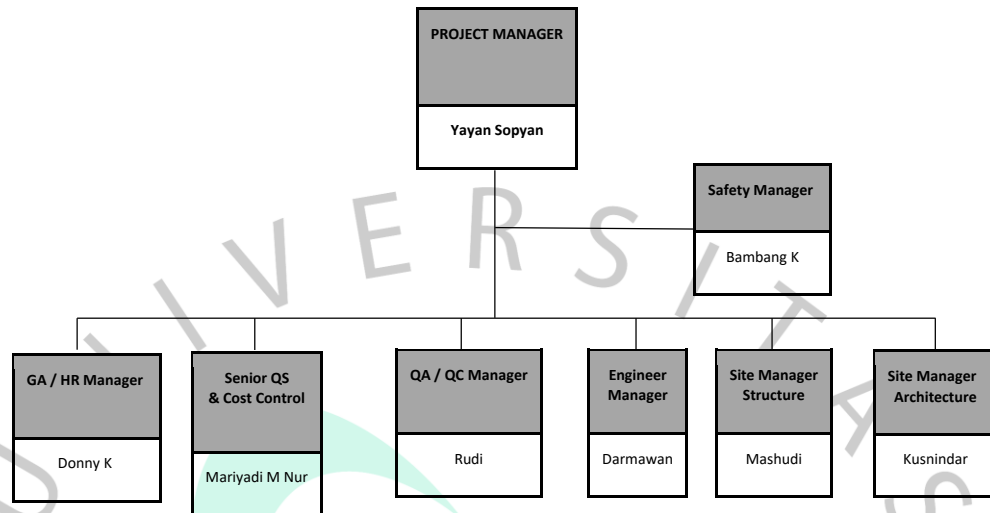 PROJECT MANAGER
Yayan Sopyan
Safety Manager
Bambang K
GA / HR Manager
Donny K
Senior QS
& Cost Control
Mariyadi M Nur
QA / QC Manager
Rudi
Engineer
Manager
Darmawan
Site Manager
Structure
Mashudi
Site Manager
Architecture
Kusnindar
UNIVERSITAS